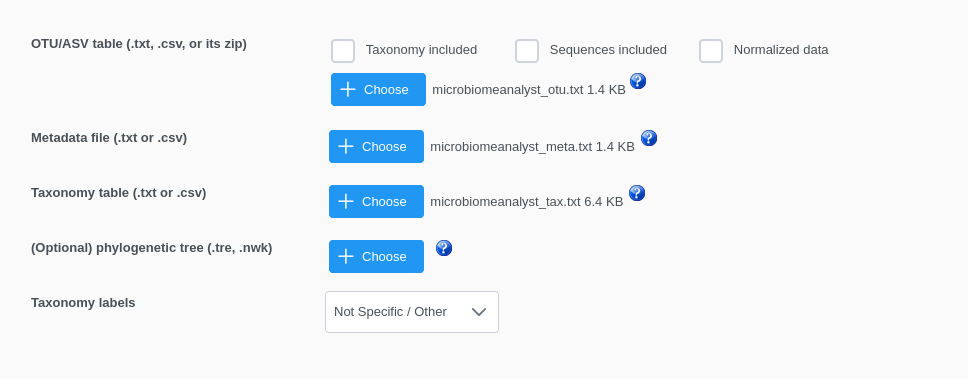 OTU/ASV table (.txt, .csv, or its zip)
Taxonomy included Sequences included Normalized data
Choose microbiomeanalyst_otu.txt 1.4 KB ?
Metadata file (.txt or .csv)
Choose microbiomeanalyst_meta.txt 1.4 KB ?
Taxonomy table (.txt or .csv)
Choose microbiomeanalyst_tax.txt 6.4 KB ?
(Optional) phylogenetic tree (.tre, .nwk)
Choose ?
Taxonomy labels
Not Specific / Other